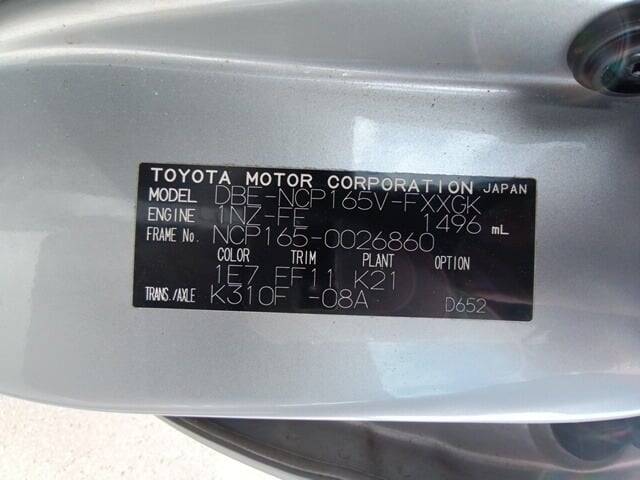 TOYOTA MOTOR CORPORATION JAPAN
MODEL DBE-NCP165V-FXXGK
ENGINE 1NZ-FE 1496 mL
FRAME No. NCP165-0026860
COLOR TRIM PLANT OPTION
1E7 FF11 K21
TRANS./AXLE K310F -08A D652